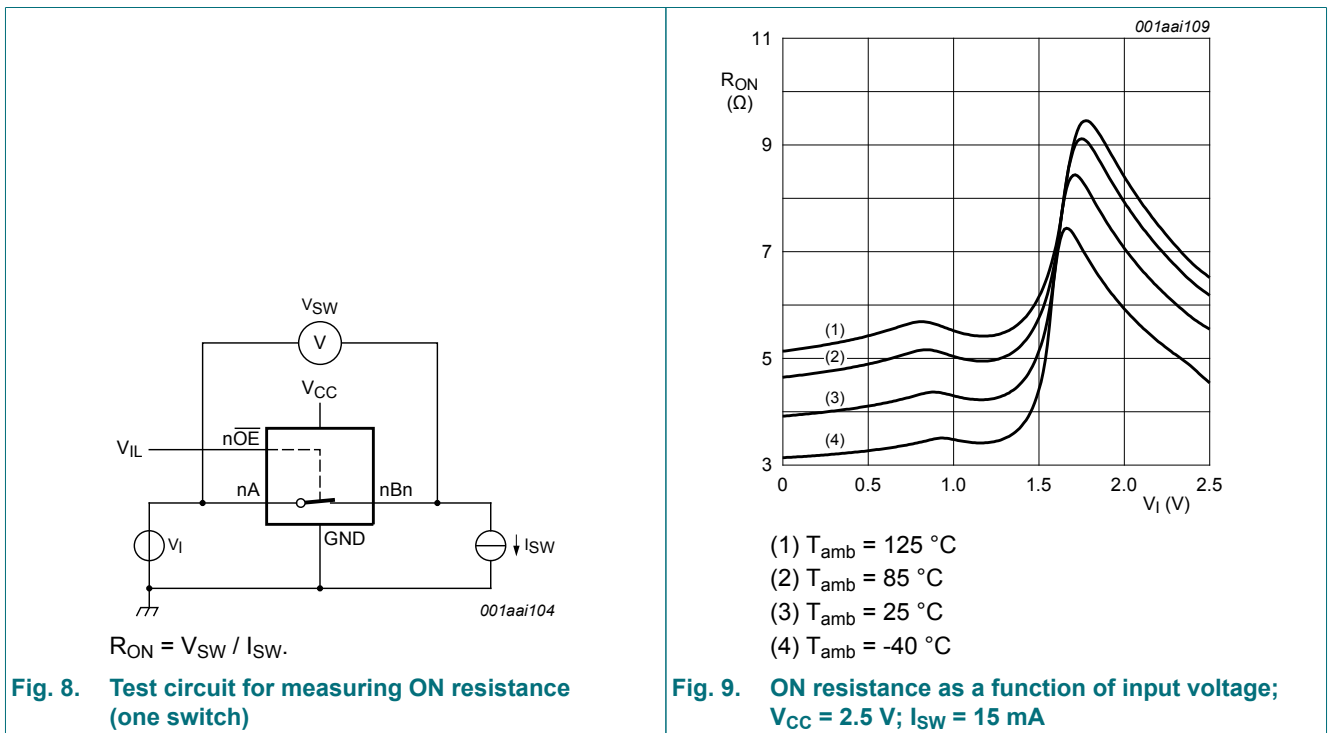 VSW
V
VCC
VIL
nOE
nA
nBn
VI
GND
ISW
001aai104
RON = VSW / ISW.
Fig. 8. Test circuit for measuring ON resistance
(one switch)
001aai109
RON
(Ω)
11
9
7
5
3
(1)
(2)
(3)
(4)
0 0.5 1.0 1.5 2.0 2.5
VI (V)
(1) Tamb = 125 °C
(2) Tamb = 85 °C
(3) Tamb = 25 °C
(4) Tamb = -40 °C
Fig. 9. ON resistance as a function of input voltage;
VCC = 2.5 V; ISW = 15 mA